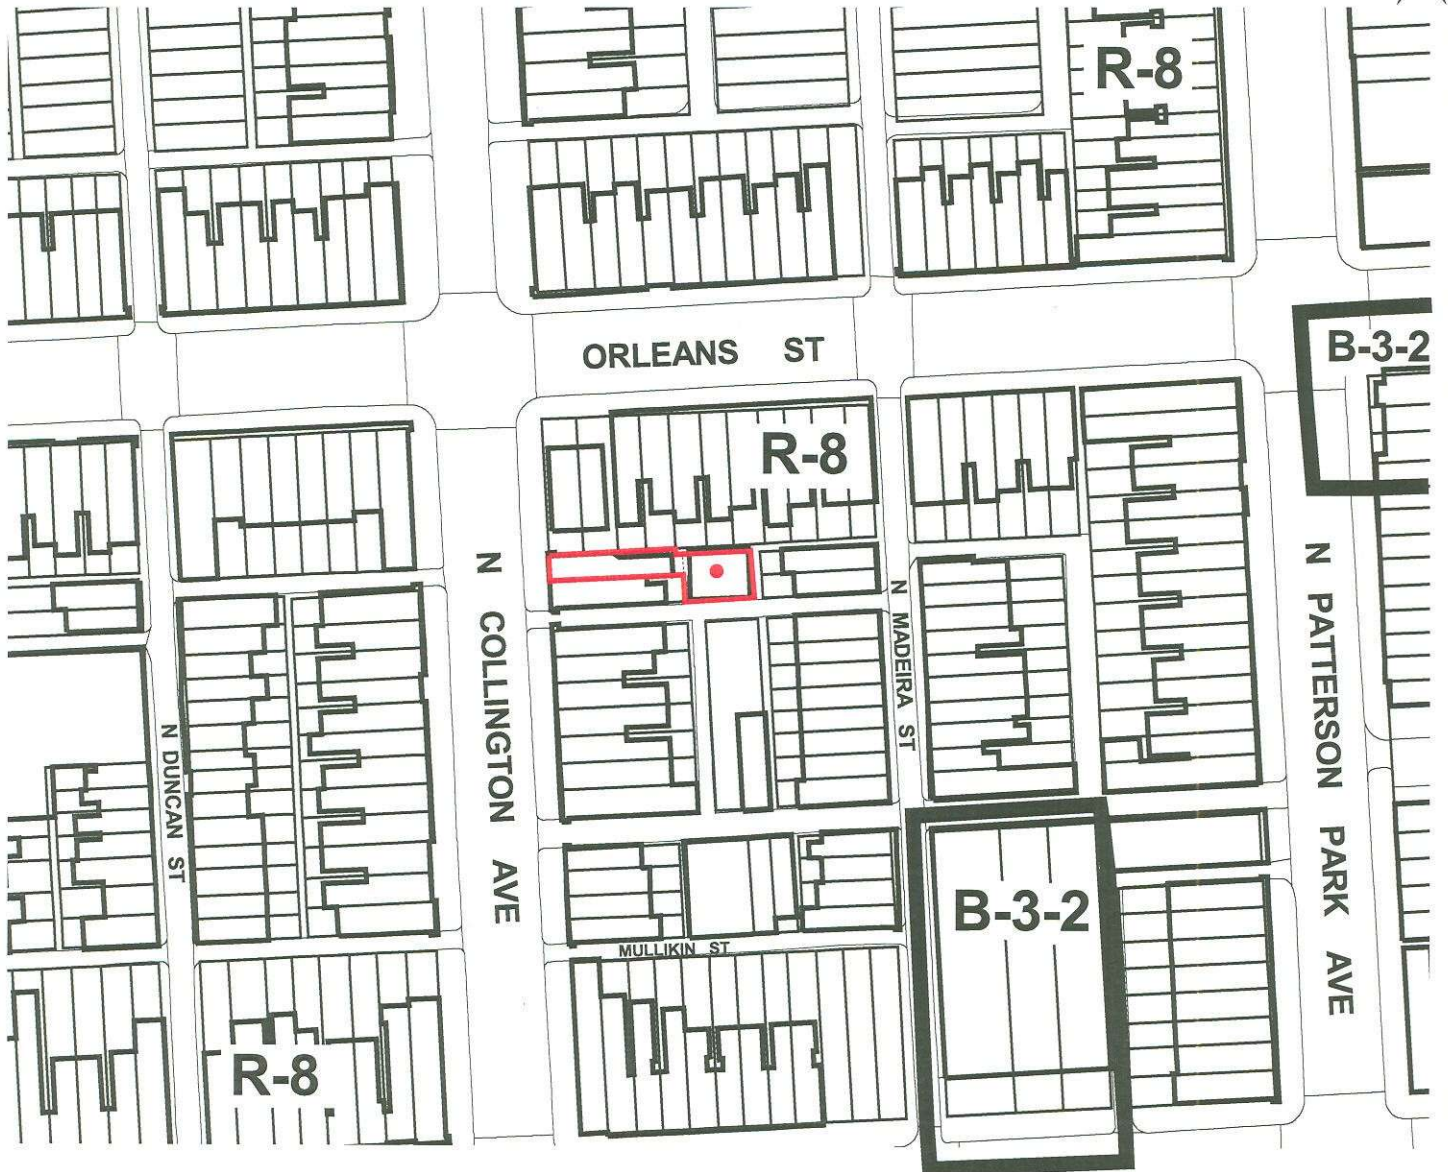 R-8
ORLEANS ST
B-3-2
R-8
N COLLINGTON AVE
N MADEIRA ST
N PATTERSON PARK AVE
N DUNCAN ST
B-3-2
MULLIKIN ST
R-8